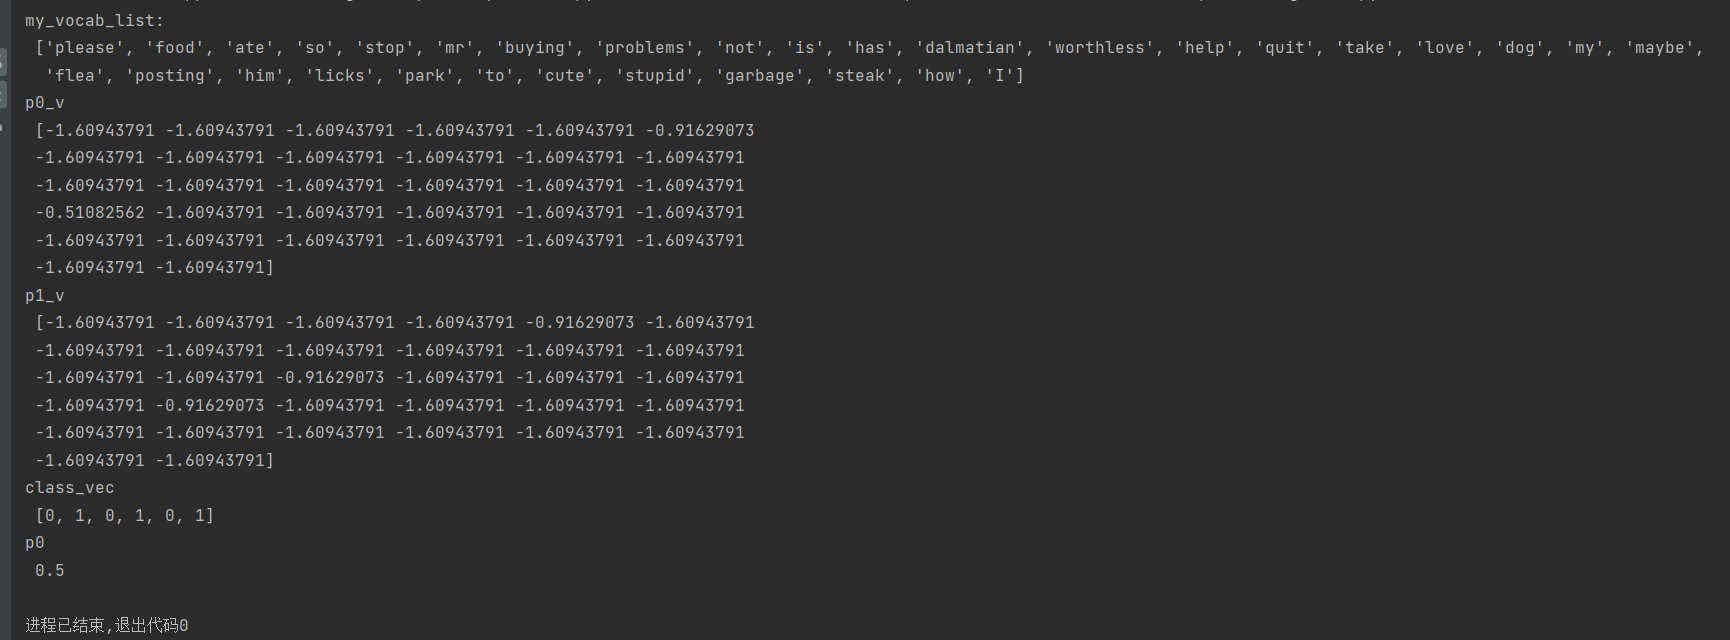 my_vocab_list:
['please', 'food', 'ate', 'so', 'stop', 'mr', 'buying', 'problems', 'not', 'is', 'has', 'dalmatian', 'worthless', 'help', 'quit', 'take', 'love', 'dog', 'my', 'maybe',
'flea', 'posting', 'him', 'licks', 'park', 'to', 'cute', 'stupid', 'garbage', 'steak', 'how', 'I']
p0_v
[-1.60943791 -1.60943791 -1.60943791 -1.60943791 -1.60943791 -0.91629073
-1.60943791 -1.60943791 -1.60943791 -1.60943791 -1.60943791 -1.60943791
-1.60943791 -1.60943791 -1.60943791 -1.60943791 -1.60943791 -1.60943791
-0.51082562 -1.60943791 -1.60943791 -1.60943791 -1.60943791 -1.60943791
-1.60943791 -1.60943791 -1.60943791 -1.60943791 -1.60943791 -1.60943791
-1.60943791 -1.60943791]
p1_v
[-1.60943791 -1.60943791 -1.60943791 -1.60943791 -0.91629073 -1.60943791
-1.60943791 -1.60943791 -1.60943791 -1.60943791 -1.60943791 -1.60943791
-1.60943791 -1.60943791 -0.91629073 -1.60943791 -1.60943791 -1.60943791
-1.60943791 -0.91629073 -1.60943791 -1.60943791 -1.60943791 -1.60943791
-1.60943791 -1.60943791 -1.60943791 -1.60943791 -1.60943791 -1.60943791
-1.60943791 -1.60943791]
class_vec
[0, 1, 0, 1, 0, 1]
p0
0.5
进程已结束,退出代码0